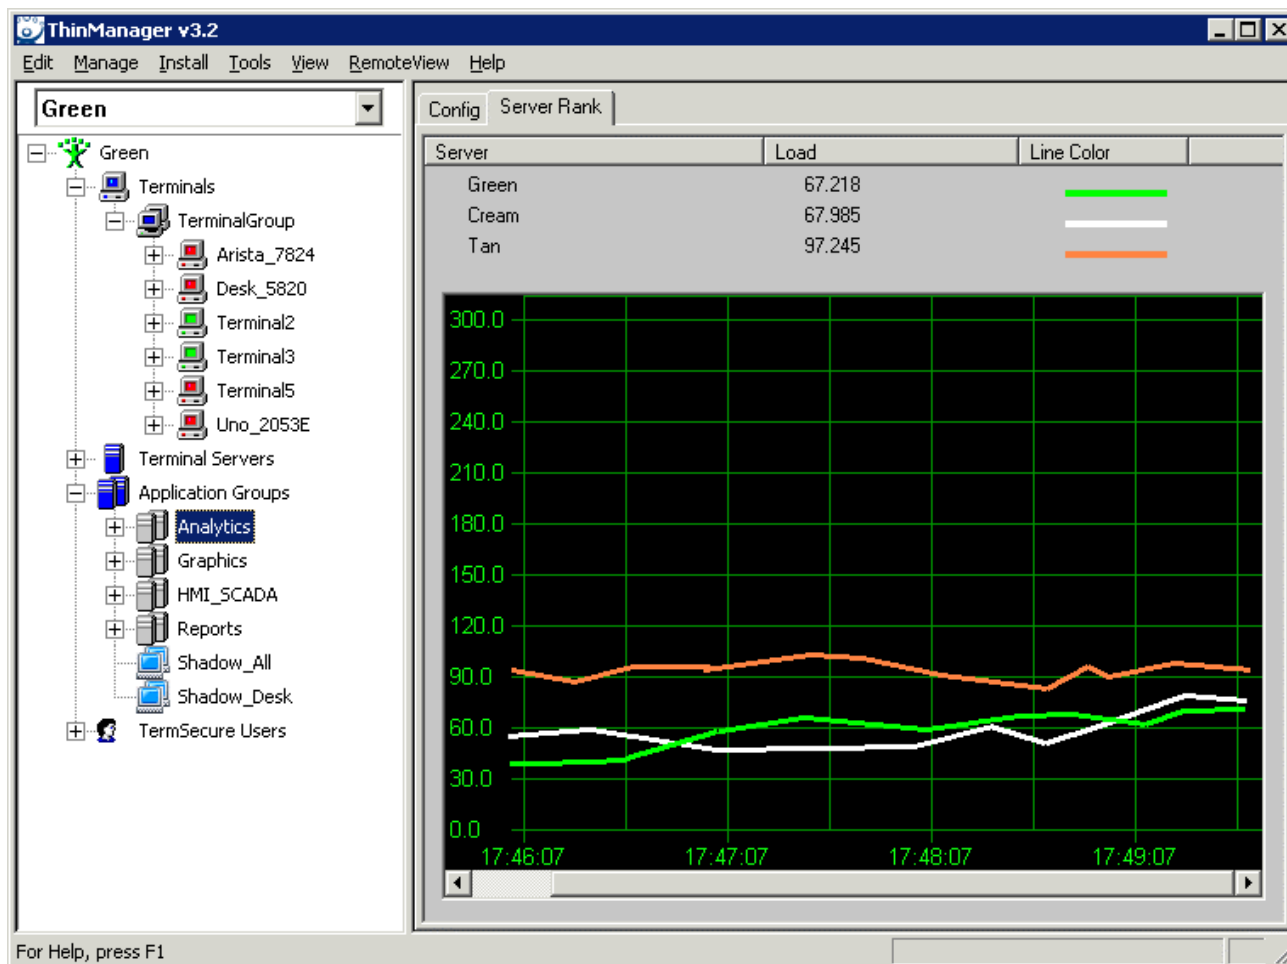 ThinManager v3.2
Edit Manage Install Tools View RemoteView Help
Green
Green
Terminals
TerminalGroup
Arista_7824
Desk_5820
Terminal2
Terminal3
Terminal5
Uno_2053E
Terminal Servers
Application Groups
Analytics
Graphics
HMI_SCADA
Reports
Shadow_All
Shadow_Desk
TermSecure Users
Config Server Rank
Server Load Line Color
Green 67.218
Cream 67.985
Tan 97.245
300.0
270.0
240.0
210.0
180.0
150.0
120.0
90.0
60.0
30.0
0.0
17:46:07 17:47:07 17:48:07 17:49:07
For Help, press F1